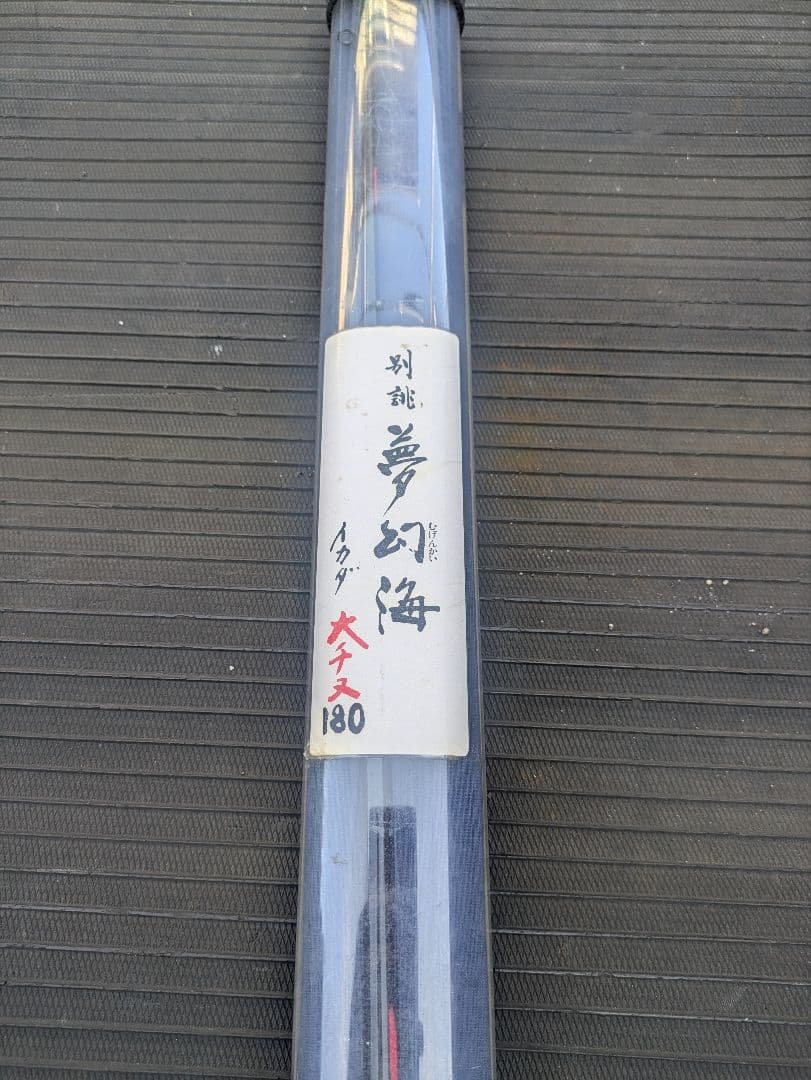 別誂
夢幻海
むげんかい
イカダ
大チヌ
180